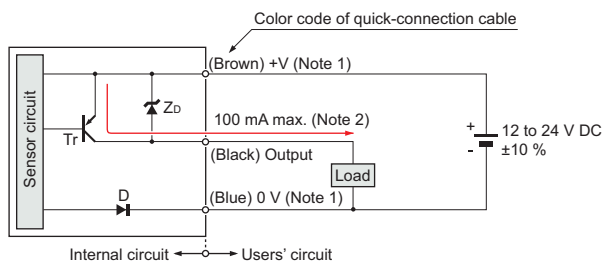 Color code of quick-connection cable
(Brown) +V (Note 1)
Sensor circuit
Tr
ZD
100 mA max. (Note 2)
(Black) Output
Load
+
-
12 to 24 V DC
±10 %
D
(Blue) 0 V (Note 1)
Internal circuit
Users' circuit